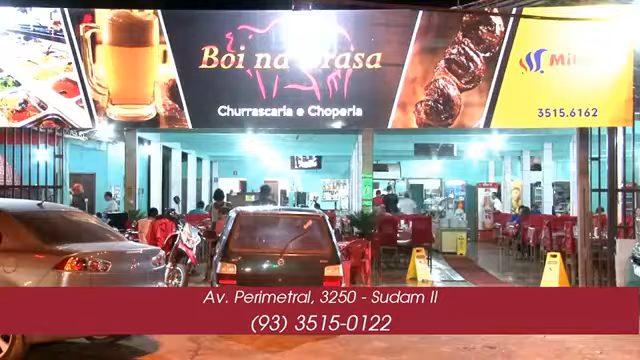 Boi na Brasa
Churrascaria e Choperia
3515.6162
Av. Perimetral, 3250 - Sudam II
(93) 3515-0122